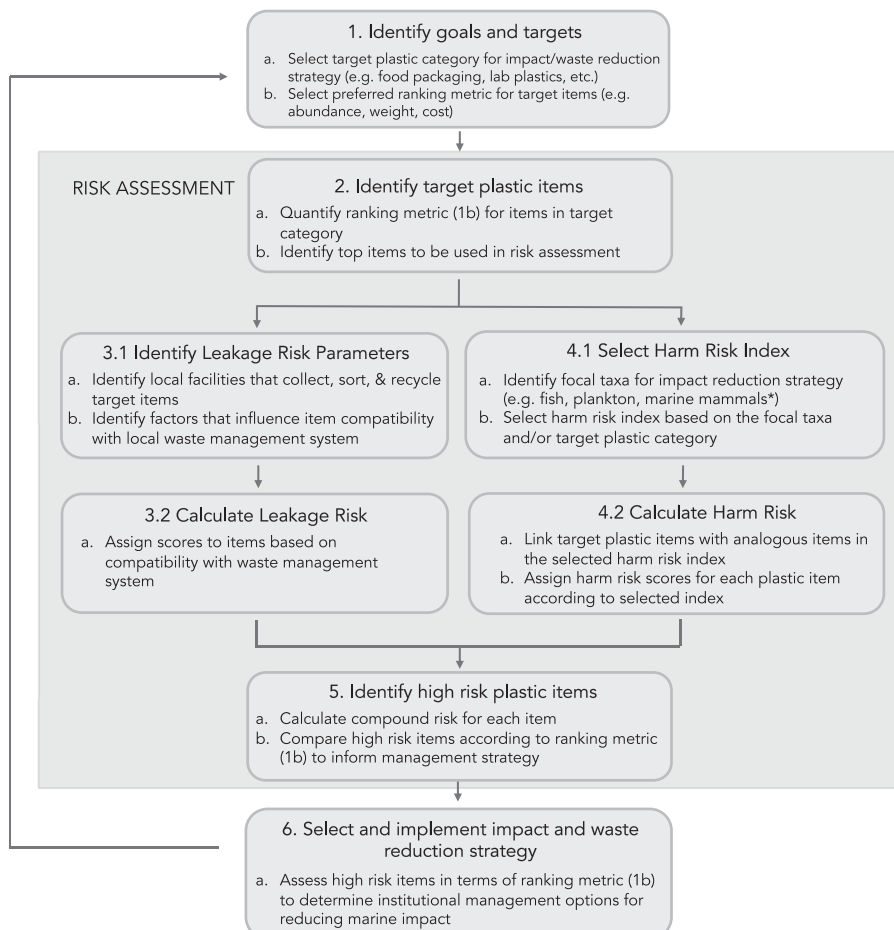 1. Identify goals and targets
a. Select target plastic category for impact/waste reduction
strategy (e.g. food packaging, lab plastics, etc.)
b. Select preferred ranking metric for target items (e.g.
abundance, weight, cost)
RISK ASSESSMENT
2. Identify target plastic items
a. Quantify ranking metric (1b) for items in target
category
b. Identify top items to be used in risk assessment
3.1 Identify Leakage Risk Parameters
a. Identify local facilities that collect, sort, & recycle
target items
b. Identify factors that influence item compatibility
with local waste management system
4.1 Select Harm Risk Index
a. Identify focal taxa for impact reduction strategy
(e.g. fish, plankton, marine mammals*)
b. Select harm risk index based on the focal taxa
and/or target plastic category
3.2 Calculate Leakage Risk
a. Assign scores to items based on
compatibility with waste management
system
4.2 Calculate Harm Risk
a. Link target plastic items with analogous items in
the selected harm risk index
b. Assign harm risk scores for each plastic item
according to selected index
5. Identify high risk plastic items
a. Calculate compound risk for each item
b. Compare high risk items according to ranking metric
(1b) to inform management strategy
6. Select and implement impact and waste
reduction strategy
a. Assess high risk items in terms of ranking metric (1b)
to determine institutional management options for
reducing marine impact